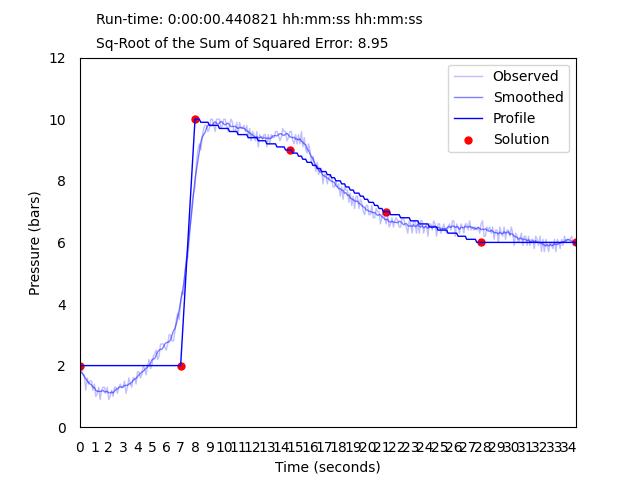 Run-time: 0:00:00.440821 hh:mm:ss hh:mm:ss
Sq-Root of the Sum of Squared Error: 8.95
12
10
8
6
4
2
0
Pressure (bars)
Observed
Smoothed
Profile
Solution
0 1 2 3 4 5 6 7 8 9 10 11 12 13 14 15 16 17 18 19 20 21 22 23 24 25 26 27 28 29 30 31 32 33 34
Time (seconds)